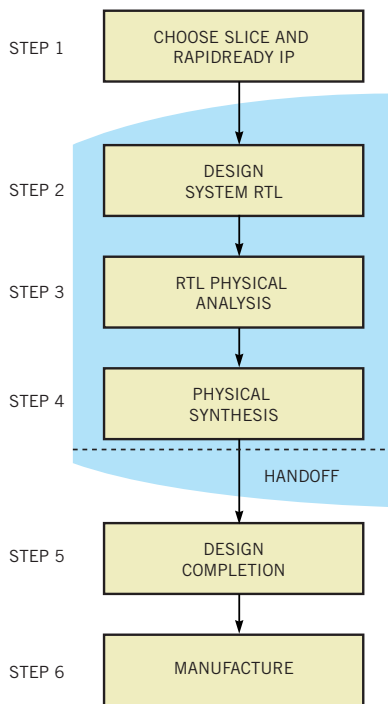 STEP 1
CHOOSE SLICE AND
RAPIDREADY IP
STEP 2
DESIGN
SYSTEM RTL
STEP 3
RTL PHYSICAL
ANALYSIS
STEP 4
PHYSICAL
SYNTHESIS
HANDOFF
STEP 5
DESIGN
COMPLETION
STEP 6
MANUFACTURE